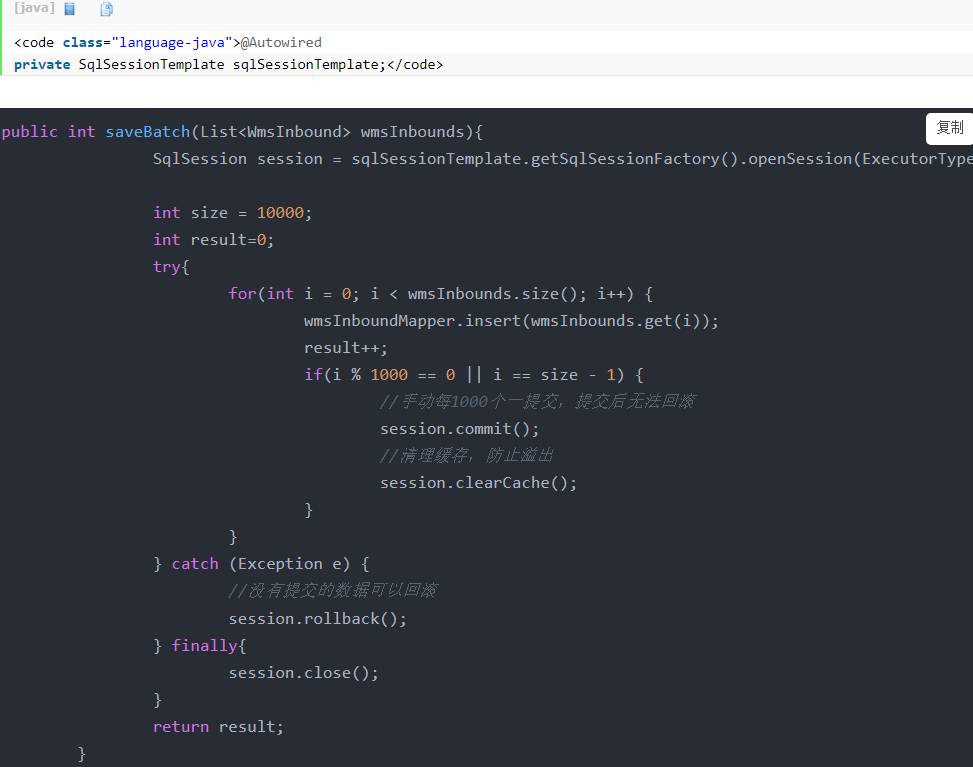 [java]
<code class="language-java">@Autowired
private SqlSessionTemplate sqlSessionTemplate;</code>
复制
public int saveBatch(List<WmsInbound> wmsInbounds){
SqlSession session = sqlSessionTemplate.getSqlSessionFactory().openSession(ExecutorType
int size = 10000;
int result=0;
try{
for(int i = 0; i < wmsInbounds.size(); i++) {
wmsInboundMapper.insert(wmsInbounds.get(i));
result++;
if(i % 1000 == 0 || i == size - 1) {
//手动每1000个一提交，提交后无法回滚
session.commit();
//清理缓存，防止溢出
session.clearCache();
}
}
} catch (Exception e) {
//没有提交的数据可以回滚
session.rollback();
} finally{
session.close();
}
return result;
}